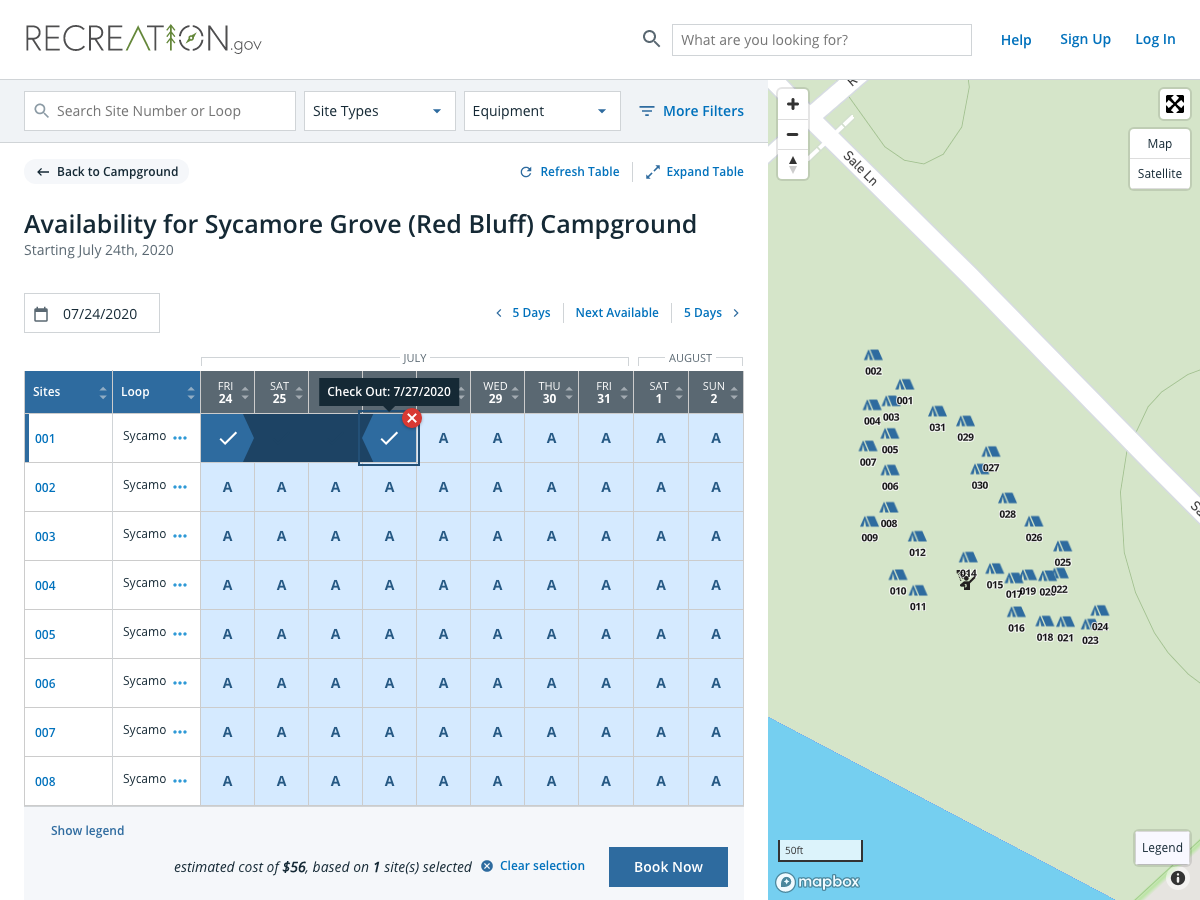 RECREATION.gov
What are you looking for?
Help
Sign Up
Log In
Search Site Number or Loop
Site Types
Equipment
More Filters
Back to Campground
Refresh Table
Expand Table
Availability for Sycamore Grove (Red Bluff) Campground
Starting July 24th, 2020
07/24/2020
5 Days
Next Available
5 Days
JULY
AUGUST
Sites
Loop
FRI 24
SAT 25
WED 29
THU 30
FRI 31
SAT 1
SUN 2
Check Out: 7/27/2020
001 Sycamo A A A A A A
002 Sycamo A A A A A A A A A A
003 Sycamo A A A A A A A A A A
004 Sycamo A A A A A A A A A A
005 Sycamo A A A A A A A A A A
006 Sycamo A A A A A A A A A A
007 Sycamo A A A A A A A A A A
008 Sycamo A A A A A A A A A A
Show legend
estimated cost of $56, based on 1 site(s) selected
Clear selection
Book Now
Map
Satellite
Sale Ln
002
001
004
003
031
029
005
007
027
006
030
028
008
009
026
012
025
014
015
010
017
019
022
011
016
018
021
024
023
50ft
mapbox
Legend